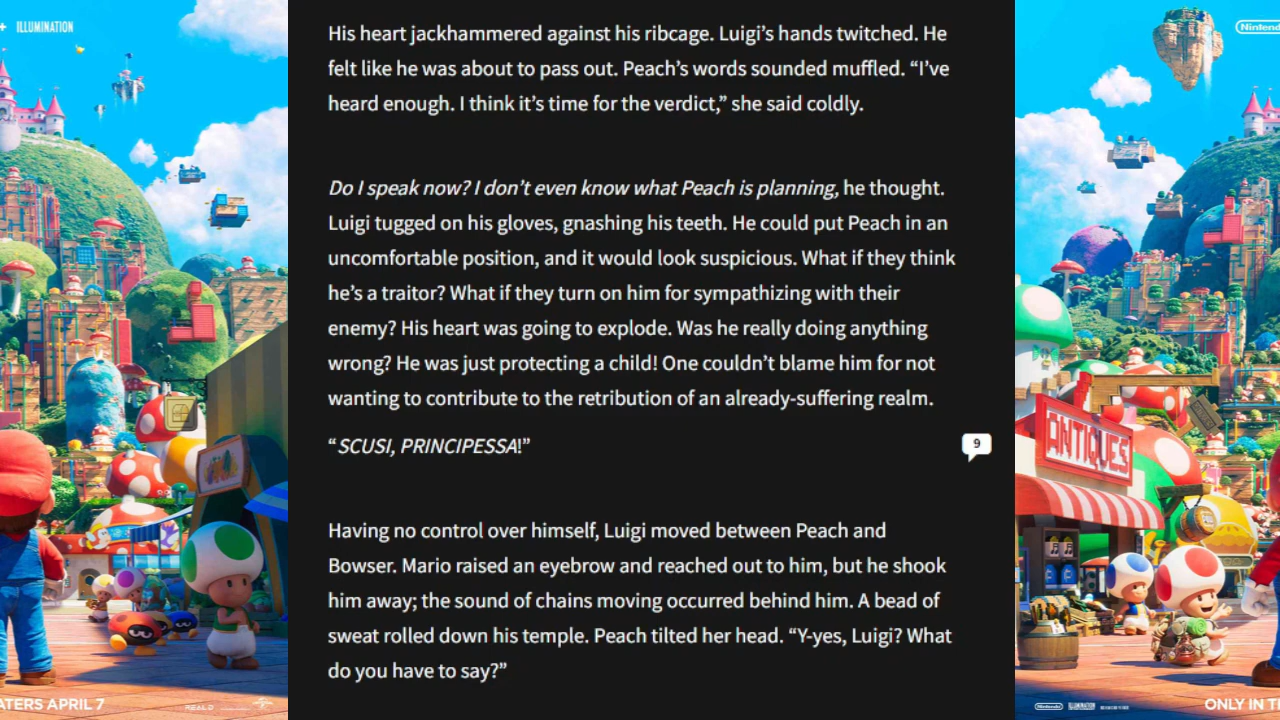 ILLUMINATION
His heart jackhammered against his ribcage. Luigi’s hands twitched. He
felt like he was about to pass out. Peach’s words sounded muffled. “I’ve
heard enough. I think it’s time for the verdict,” she said coldly.
Do I speak now? I don’t even know what Peach is planning, he thought.
Luigi tugged on his gloves, gnashing his teeth. He could put Peach in an
uncomfortable position, and it would look suspicious. What if they think
he’s a traitor? What if they turn on him for sympathizing with their
enemy? His heart was going to explode. Was he really doing anything
wrong? He was just protecting a child! One couldn’t blame him for not
wanting to contribute to the retribution of an already-suffering realm.
“ SCUSI, PRINCIPESSA!”
9
Having no control over himself, Luigi moved between Peach and
Bowser. Mario raised an eyebrow and reached out to him, but he shook
him away; the sound of chains moving occurred behind him. A bead of
sweat rolled down his temple. Peach tilted her head. “Y-yes, Luigi? What
do you have to say?”
ATERS APRIL 7
REALD
Nintend
ANTIQUES
Nintendo
ILLUMINATION
ONLY IN T